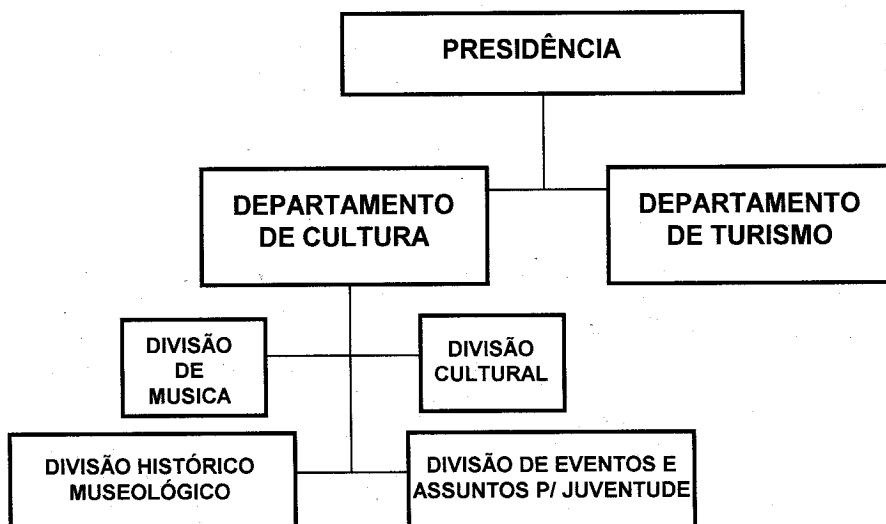 PRESIDÊNCIA
DEPARTAMENTO
DE CULTURA
DEPARTAMENTO
DE TURISMO
DIVISÃO
DE
MUSICA
DIVISÃO
CULTURAL
DIVISÃO HISTÓRICO
MUSEOLÓGICO
DIVISÃO DE EVENTOS E
ASSUNTOS P/ JUVENTUDE